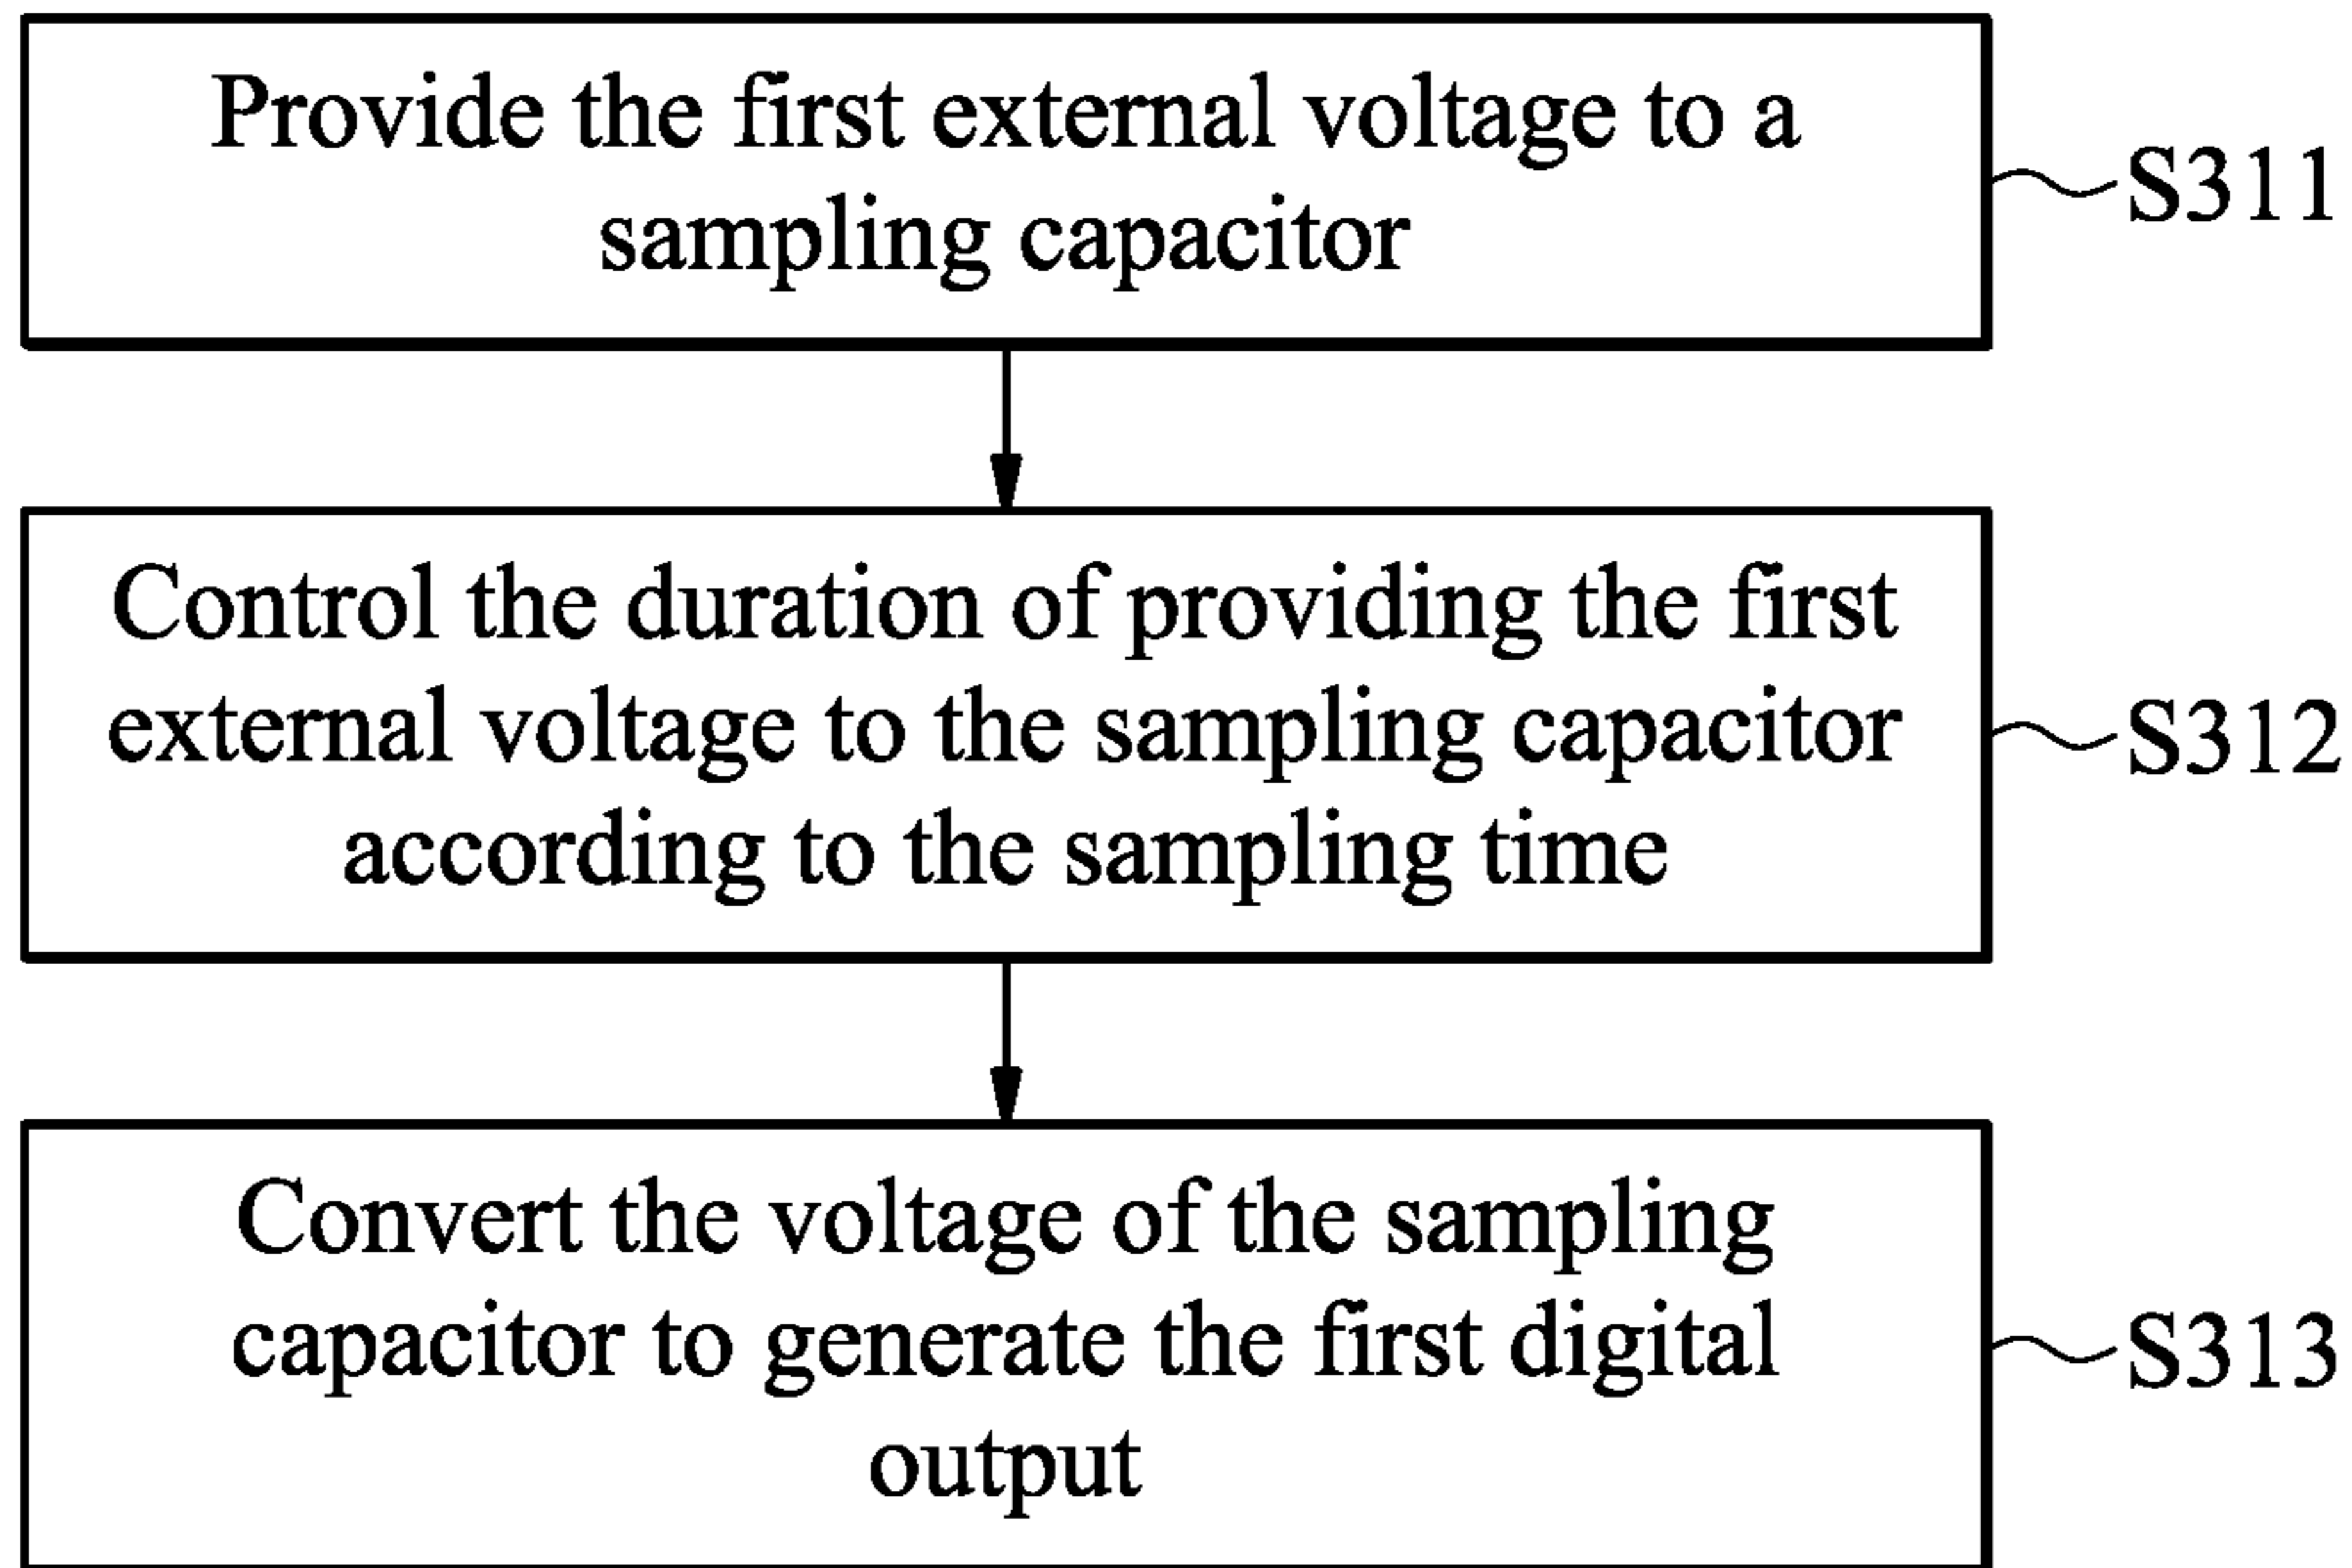 Provide the first external voltage to a
sampling capacitor
S311
Control the duration of providing the first
external voltage to the sampling capacitor
according to the sampling time
S312
Convert the voltage of the sampling
capacitor to generate the first digital
output
S313